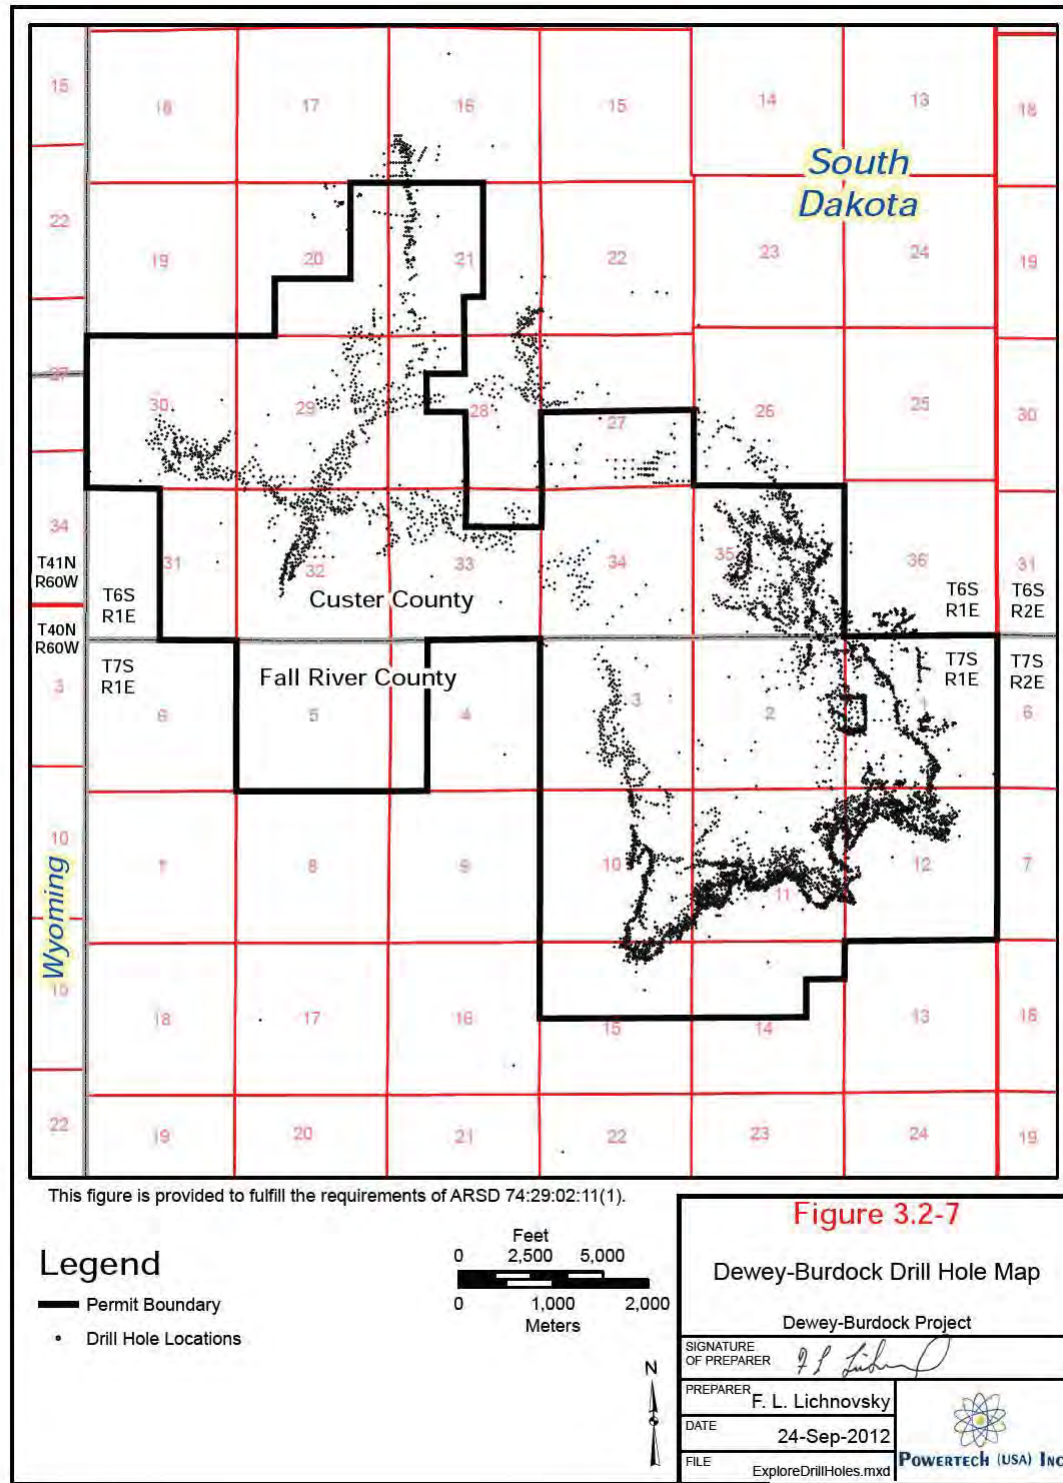 15
18
17
16
15
14
13
18
South
Dakota
22
19
20
21
22
23
24
19
27
30
29
28
27
26
25
30
34
31
32
33
34
35
36
31
T41N
R60W
T6S
R1E
T6S
R1E
T6S
R2E
Custer County
T40N
R60W
T7S
R1E
Fall River County
T7S
R1E
T7S
R2E
3
6
5
4
3
2
1
6
10
8
9
10
11
12
7
Wyoming
18
17
16
15
14
13
18
22
19
20
21
22
23
24
19
This figure is provided to fulfill the requirements of ARSD 74:29:02:11(1).
Legend
Permit Boundary
Drill Hole Locations
Feet
0 2,500 5,000
0 1,000 2,000
Meters
N
Figure 3.2-7
Dewey-Burdock Drill Hole Map
Dewey-Burdock Project
SIGNATURE
OF PREPARER
PREPARER
F. L. Lichnovsky
DATE
24-Sep-2012
FILE
ExploreDrillHoles.mxd
POWERTECH (USA) INC